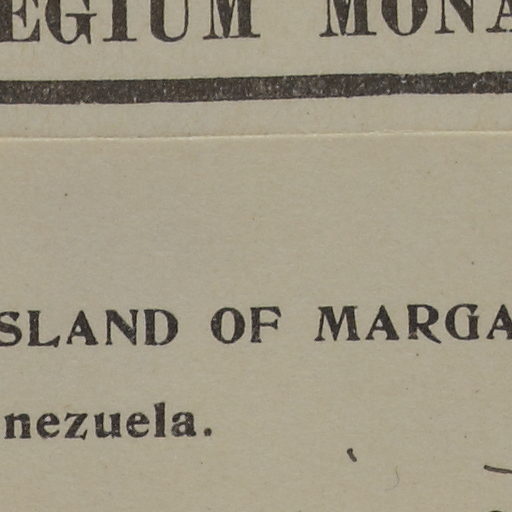 EGIUM MONA
SLAND OF MARGA
nezuela.